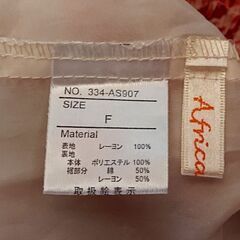 NO. 334-AS907
SIZE
F
Material
表地 レーヨン 100%
裏地
本体 ポリエステル 100%
裾部分 綿 50%
レーヨン 50%
取扱絵表示
Africa